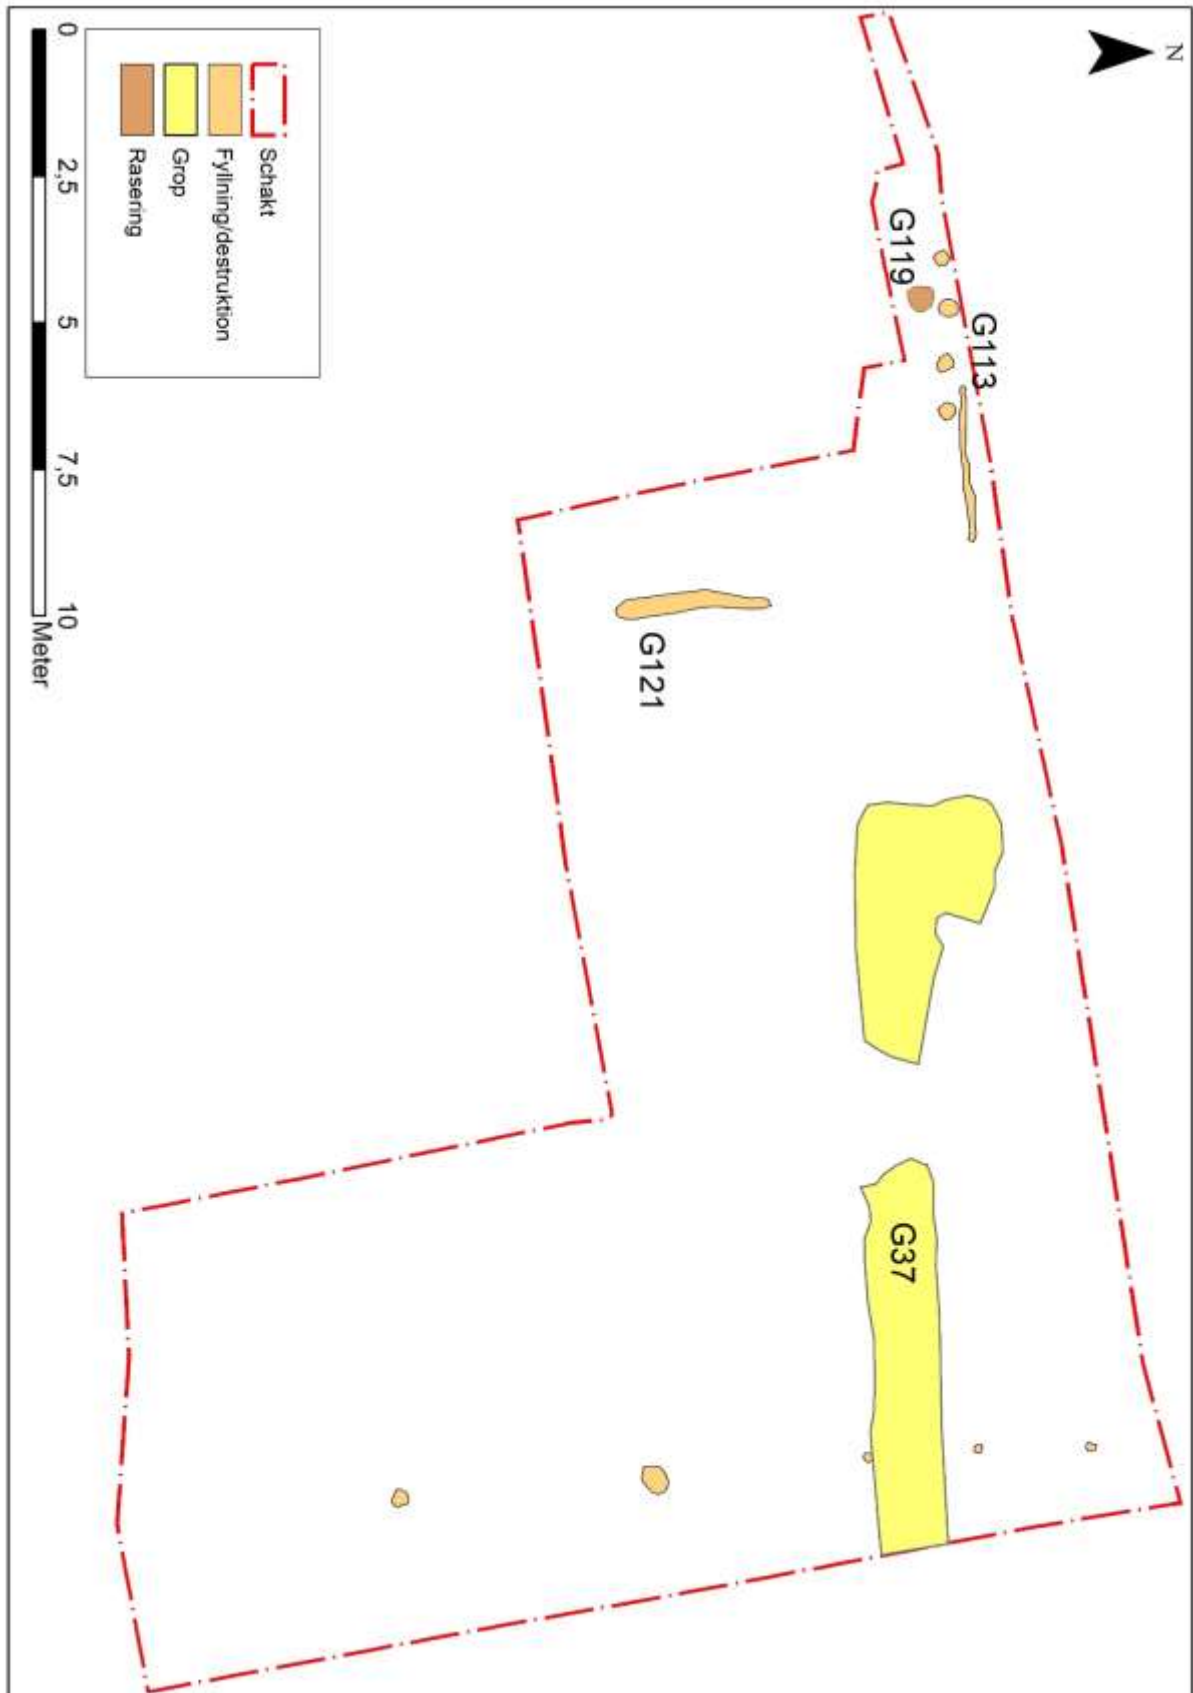 N
G119
G113
G121
G37
Schakt
Fyllning/destruktion
Grop
Rasering
0 2,5 5 7,5 10
Meter